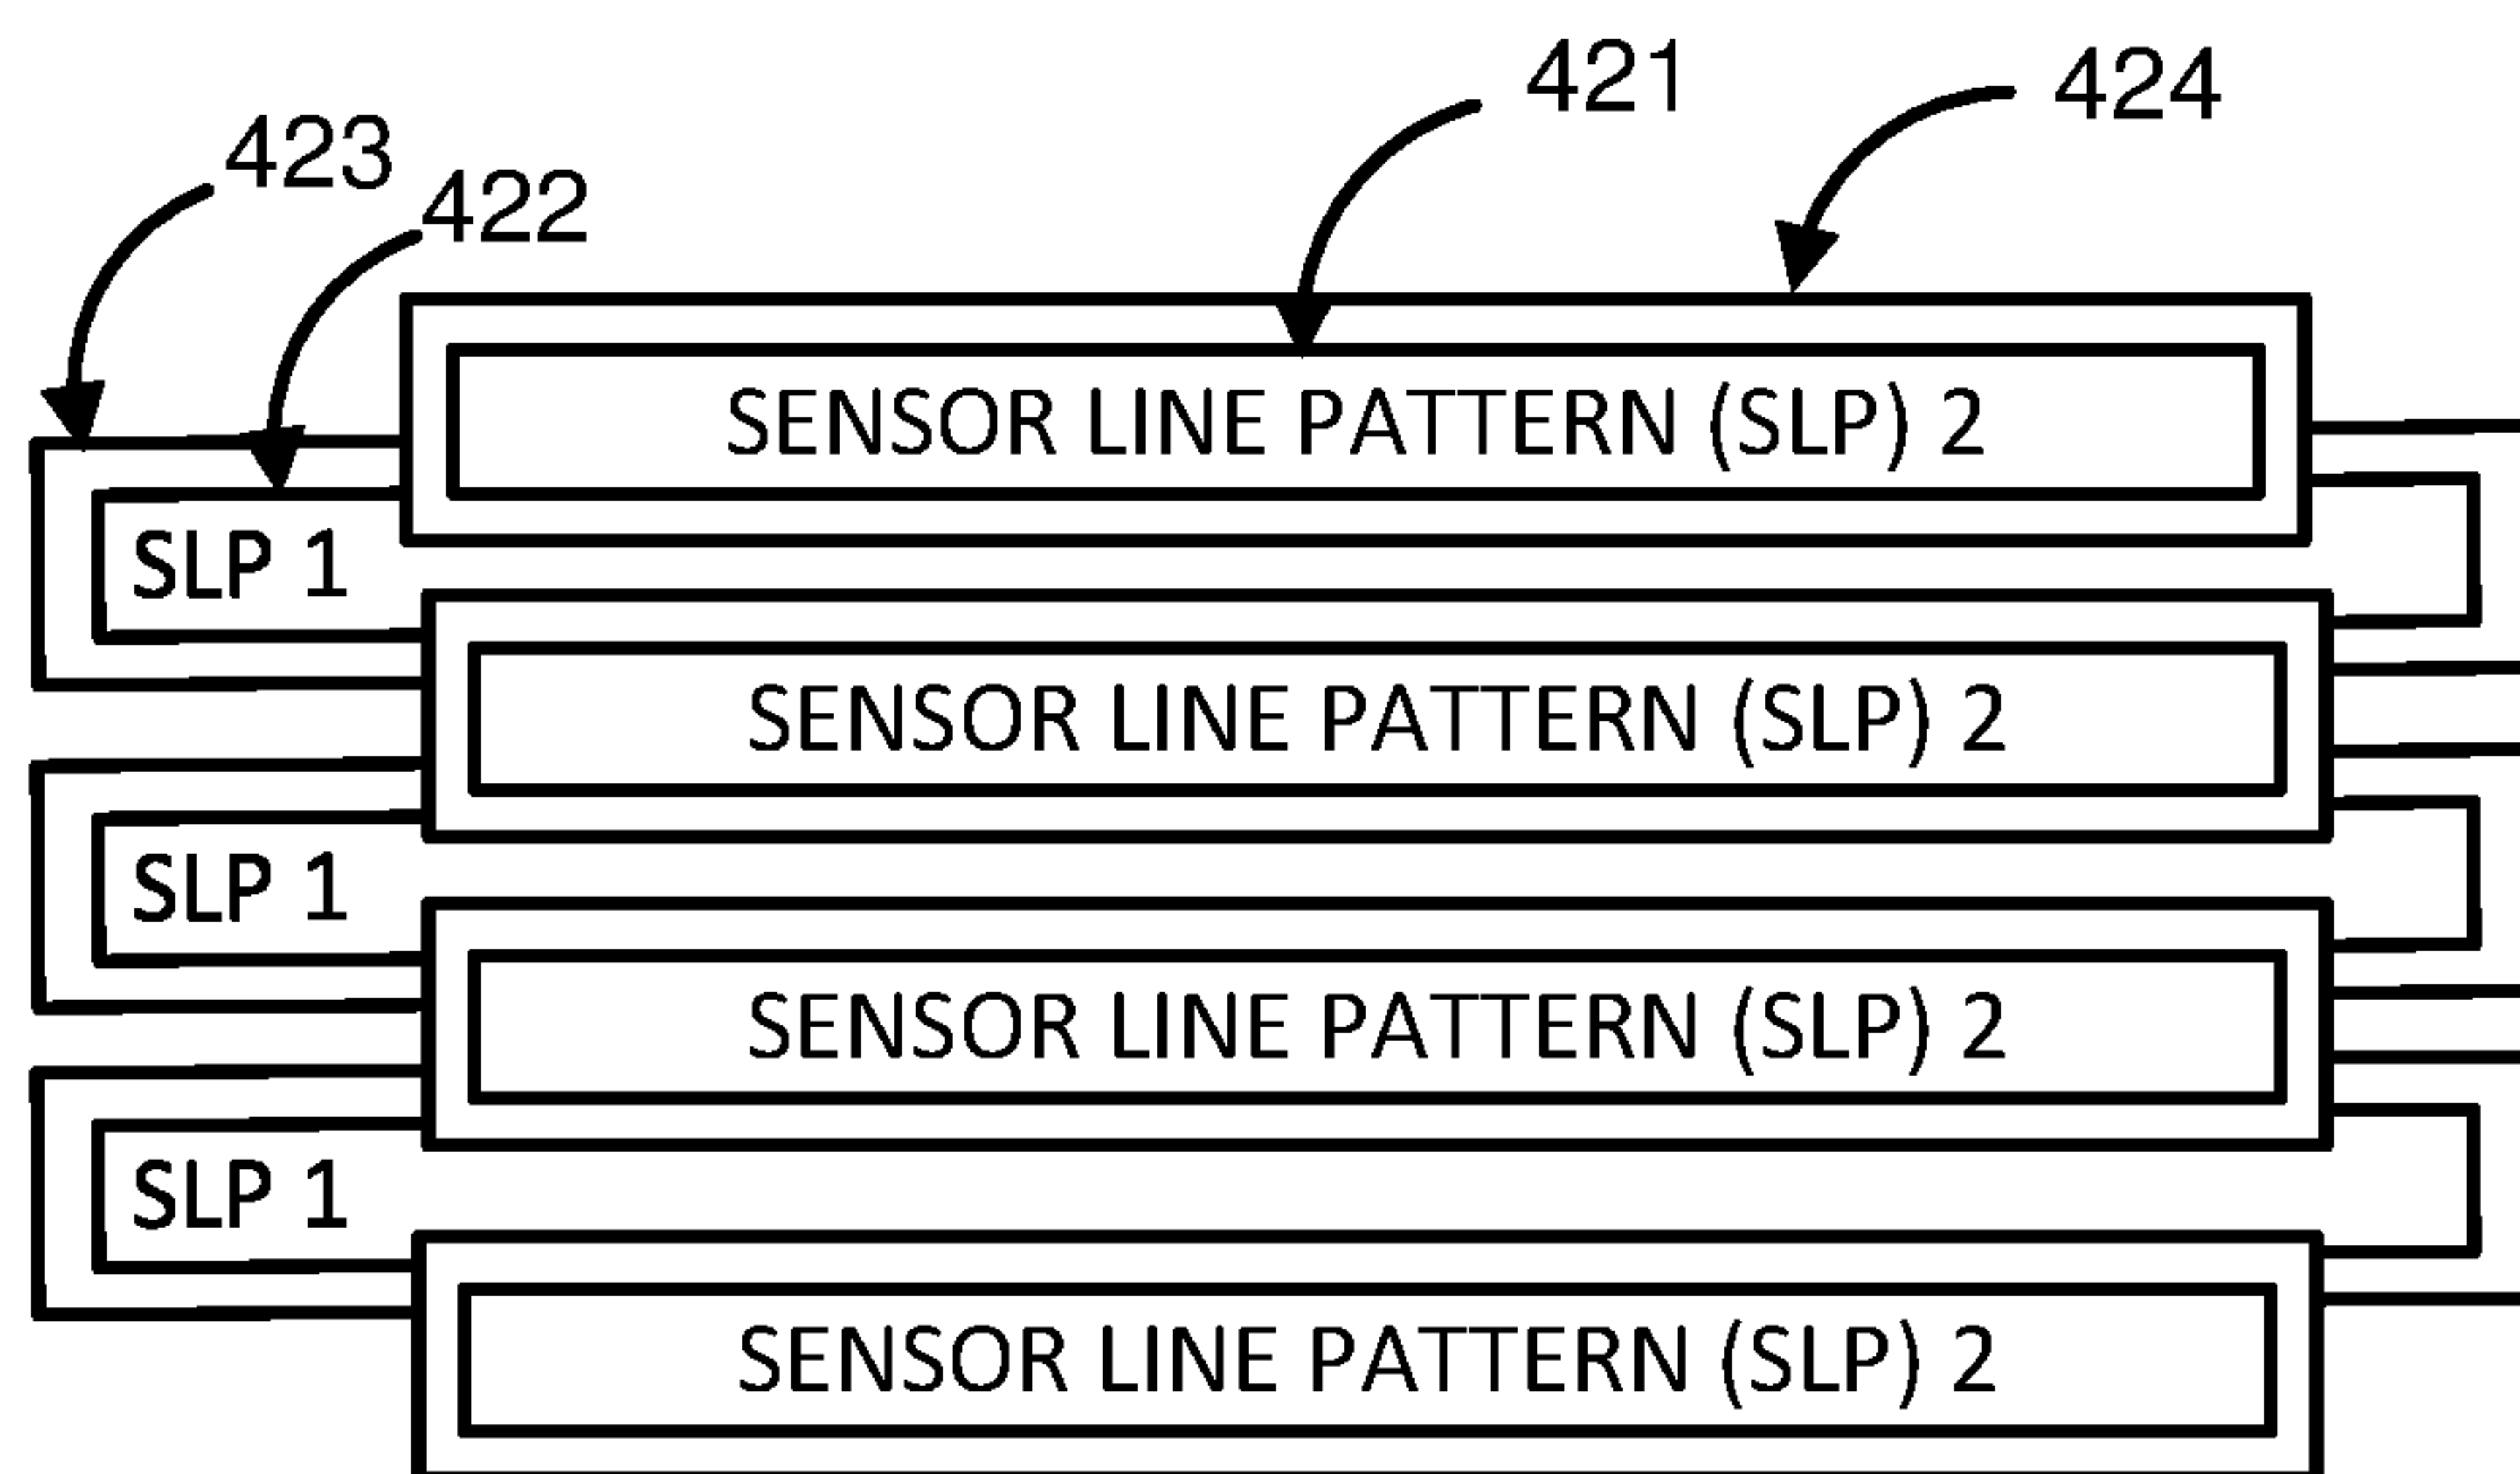 421
424
423
422
SENSOR LINE PATTERN (SLP) 2
SLP 1
SENSOR LINE PATTERN (SLP) 2
SLP 1
SENSOR LINE PATTERN (SLP) 2
SLP 1
SENSOR LINE PATTERN (SLP) 2